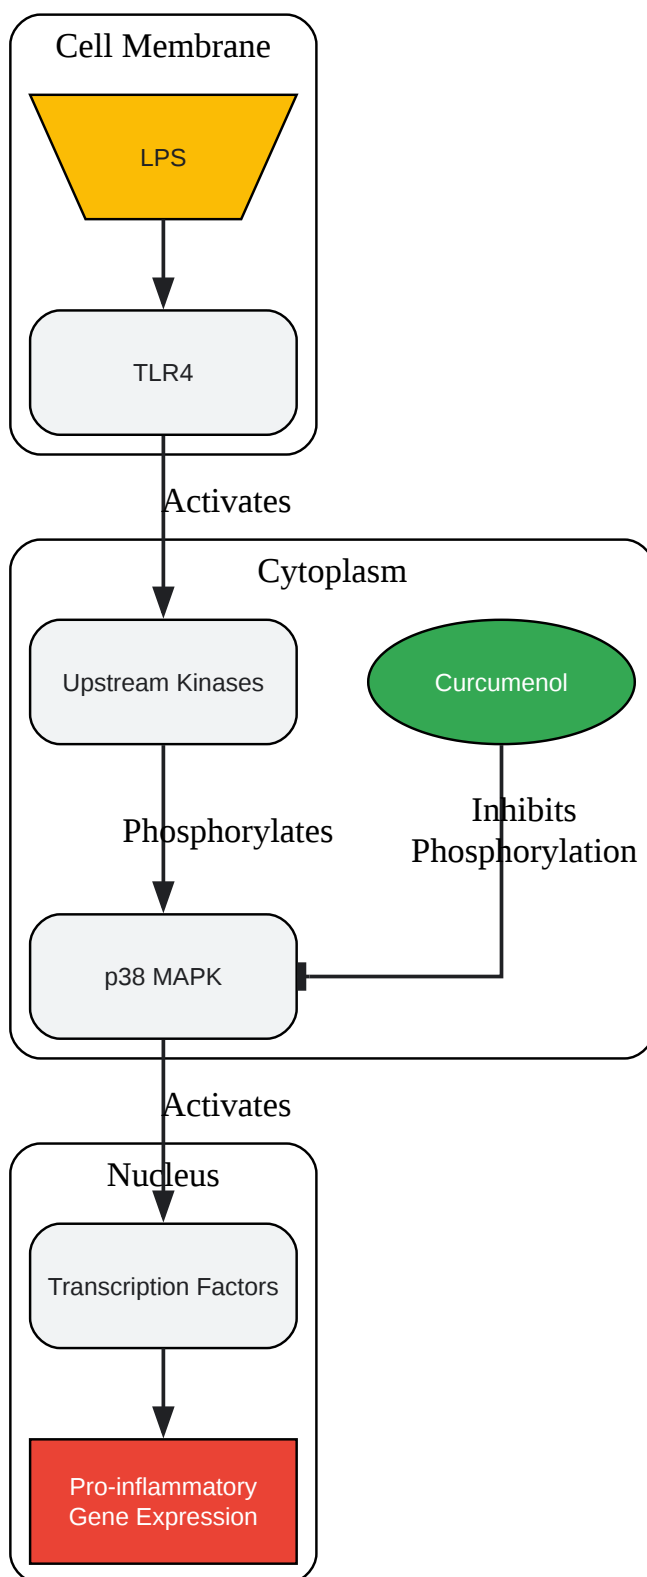 Cell Membrane
LPS
TLR4
Activates
Cytoplasm
Upstream Kinases
Curcumenol
Phosphorylates
Inhibits
Phosphorylation
p38 MAPK
Activates
Nucleus
Transcription Factors
Pro-inflammatory
Gene Expression